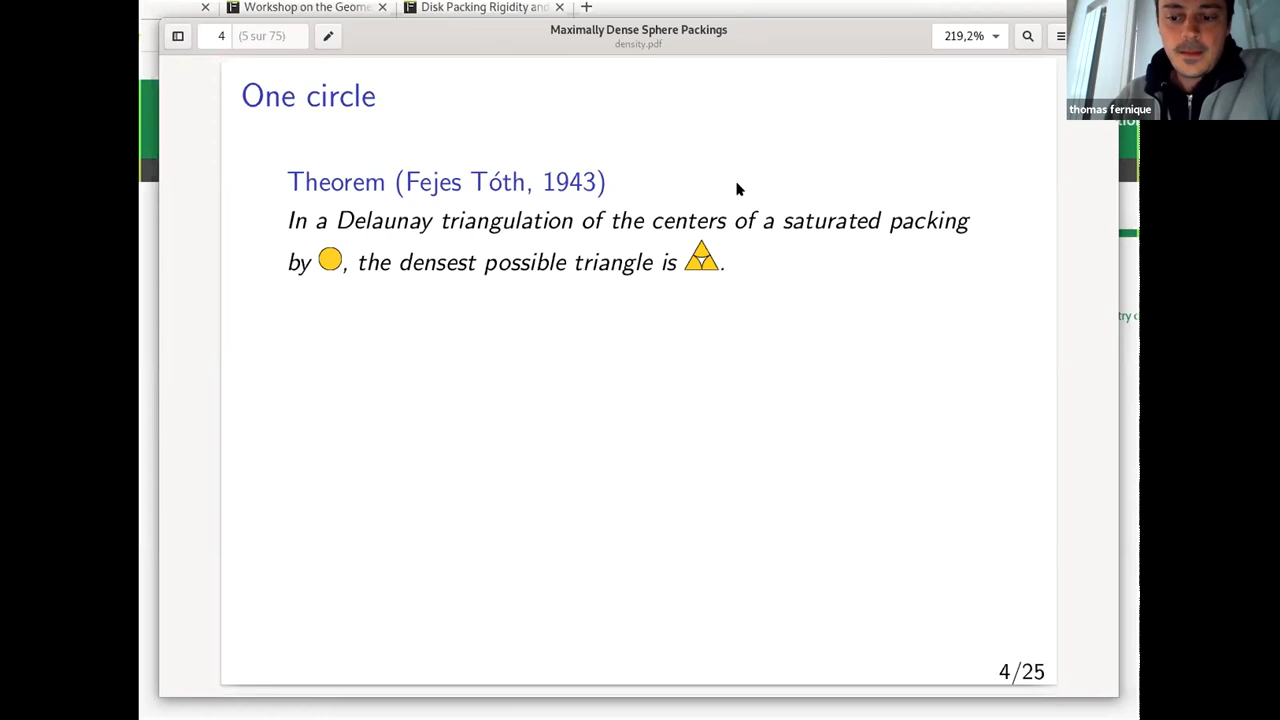 Workshop on the Geome
Disk Packing Rigidity and
4 (5 sur 75)
Maximally Dense Sphere Packings
density.pdf
219,2%
thomas fernique
One circle
Theorem (Fejes Tóth, 1943)
In a Delaunay triangulation of the centers of a saturated packing
by , the densest possible triangle is .
try
4/25